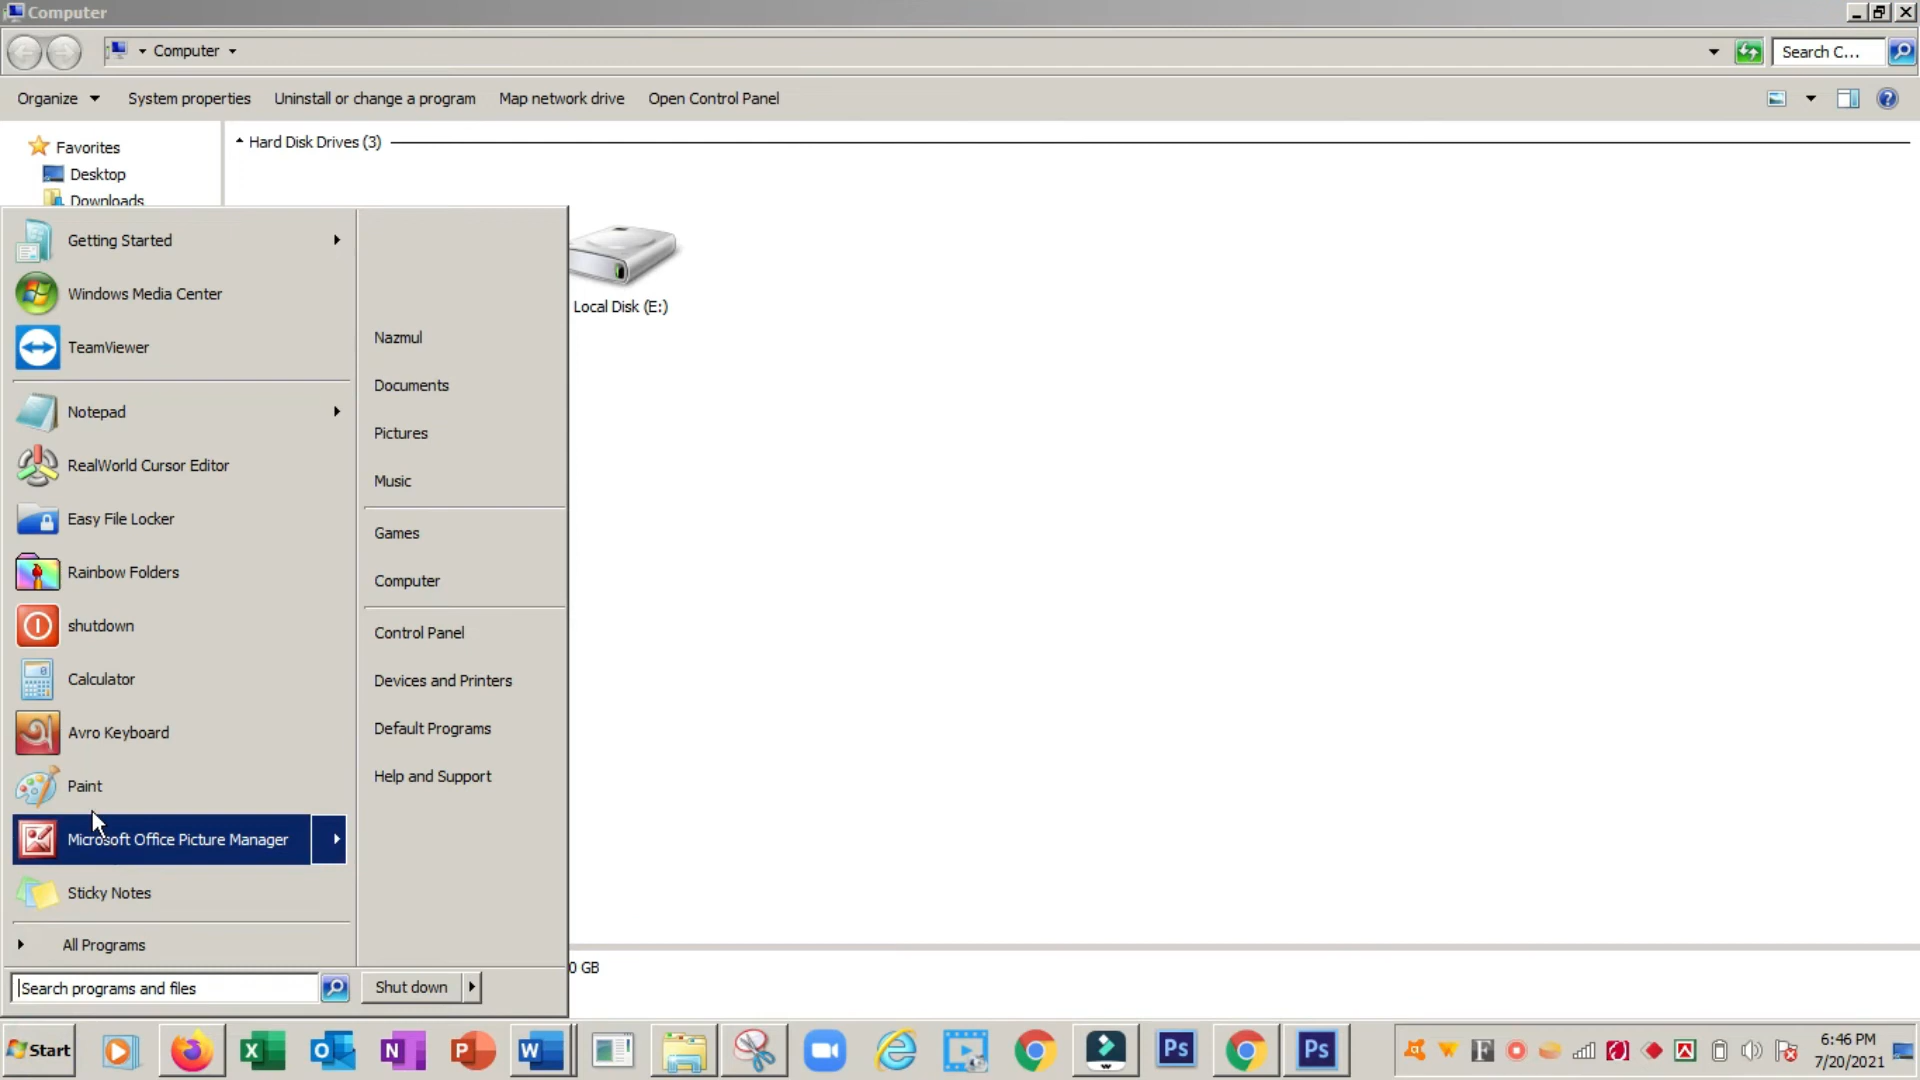 Computer
Computer
Search C...
Organize
System properties
Uninstall or change a program
Map network drive
Open Control Panel
Favorites
Desktop
Downloads
Hard Disk Drives (3)
Local Disk (E:)
Getting Started
Windows Media Center
TeamViewer
Notepad
RealWorld Cursor Editor
Easy File Locker
Rainbow Folders
shutdown
Calculator
Avro Keyboard
Paint
Microsoft Office Picture Manager
Sticky Notes
All Programs
Search programs and files
Nazmul
Documents
Pictures
Music
Games
Computer
Control Panel
Devices and Printers
Default Programs
Help and Support
Shut down
0 GB
Start
X
O
N
P
W
Ps
Ps
F
6:46 PM
7/20/2021